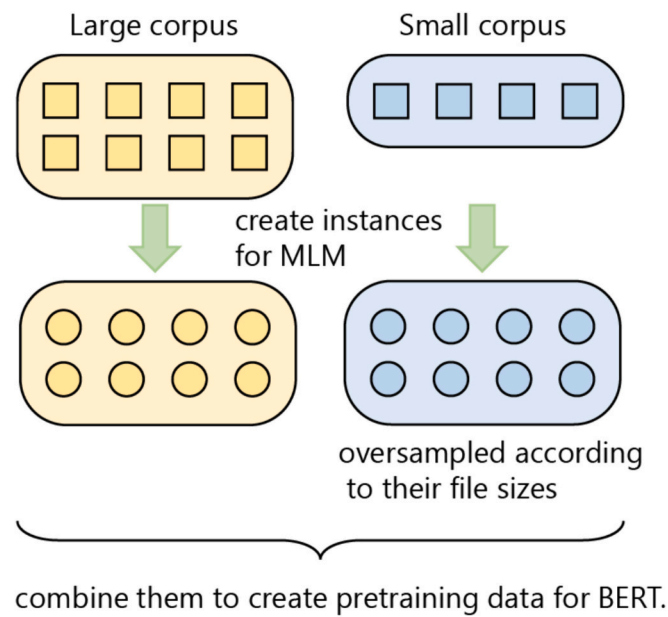 Large corpus
Small corpus
create instances
for MLM
oversampled according
to their file sizes
combine them to create pretraining data for BERT.